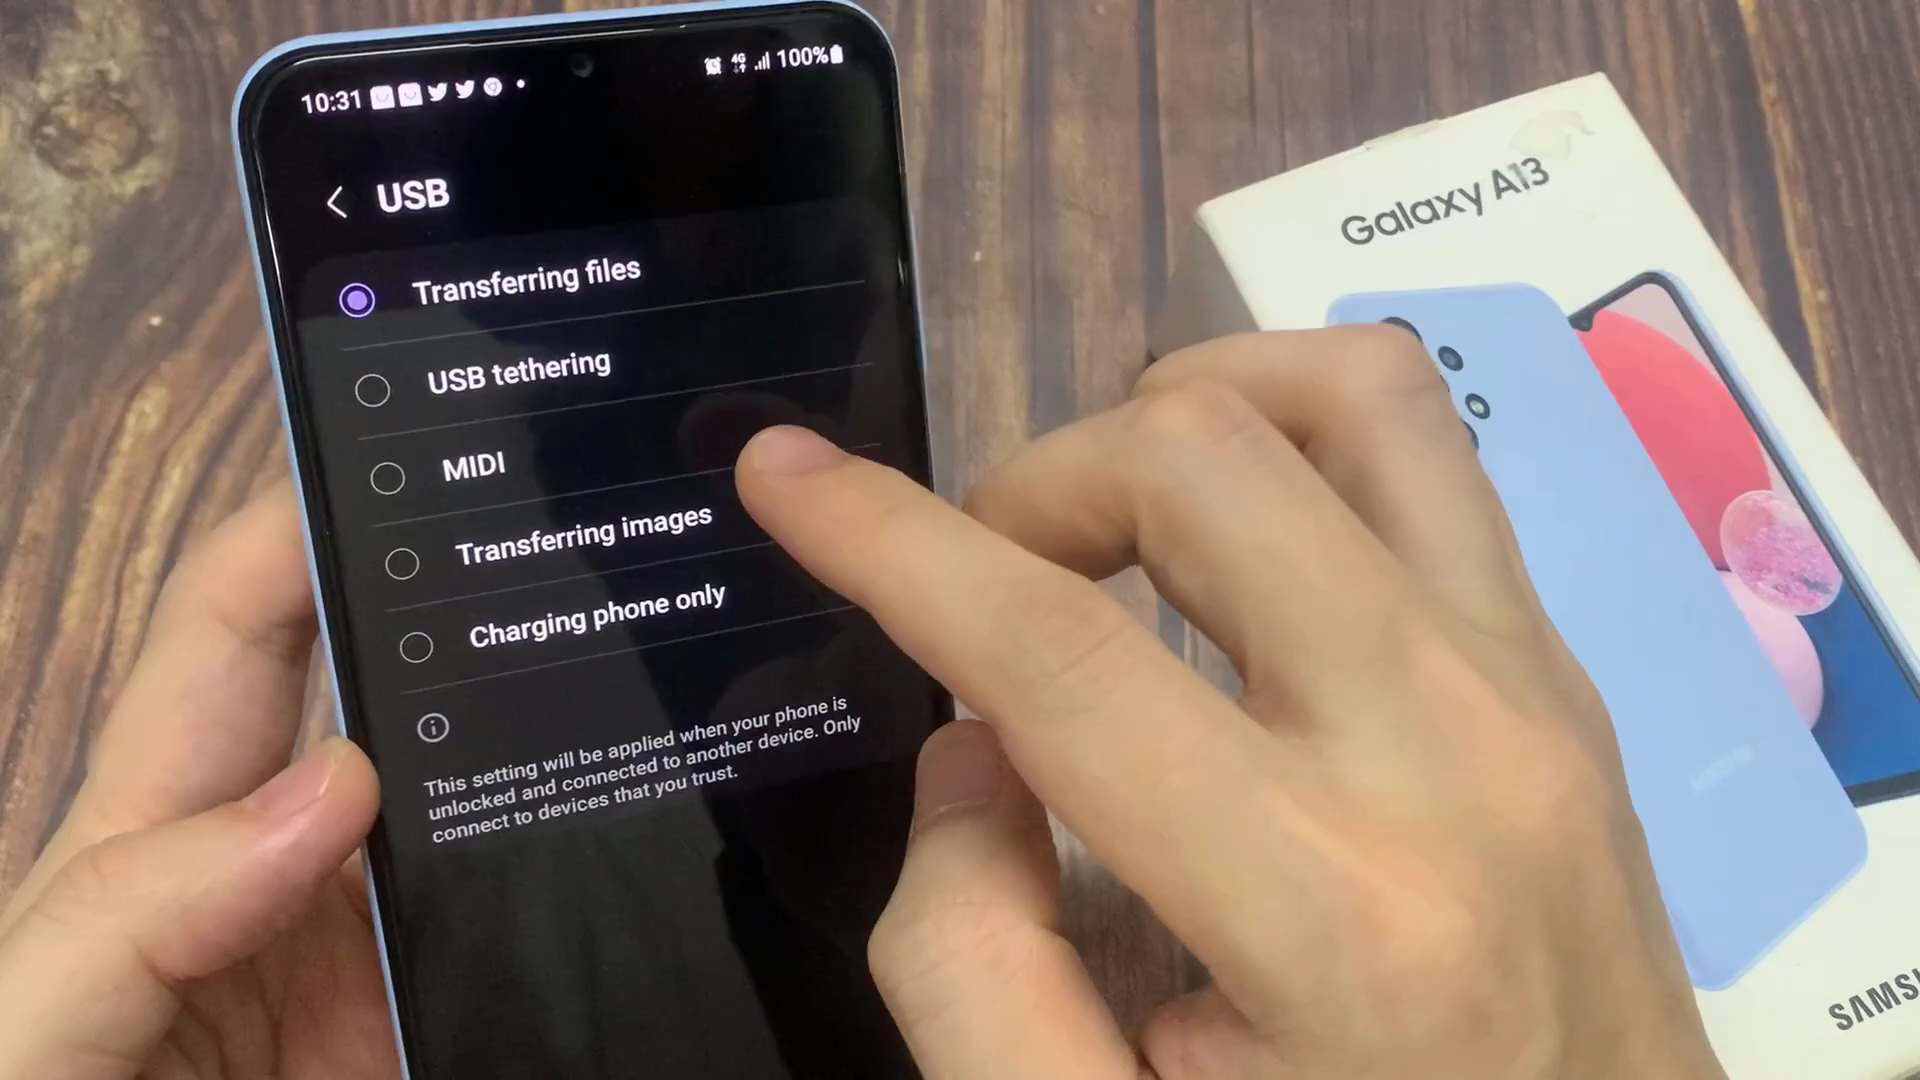 10:31
4G
100%
USB
Transferring files
USB tethering
MIDI
Transferring images
Charging phone only
This setting will be applied when your phone is
unlocked and connected to another device. Only
connect to devices that you trust.
Galaxy A13